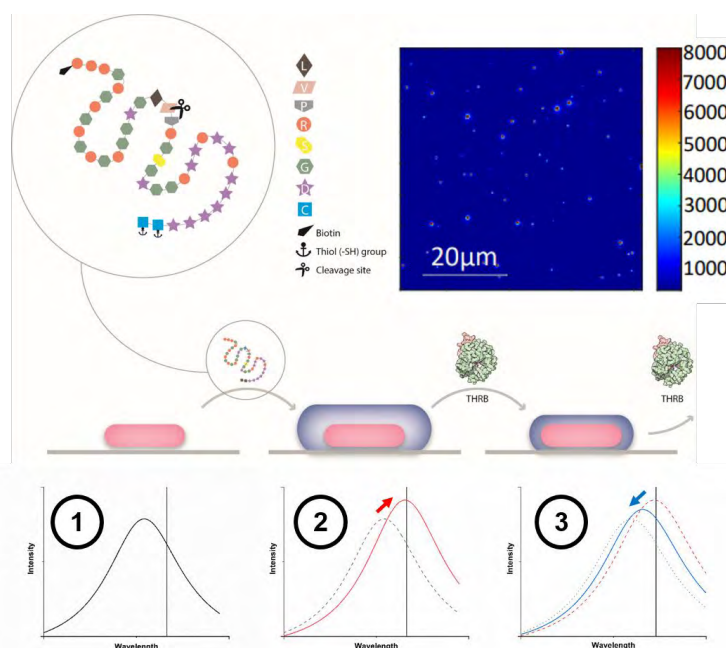 L
V
P
R
S
G
D
C
Biotin
Thiol (-SH) group
Cleavage site
20μm
8000
7000
6000
5000
4000
3000
2000
1000
THRB
THRB
1
Intensity
Wavelength
2
Intensity
Wavelength
3
Intensity
Wavelength